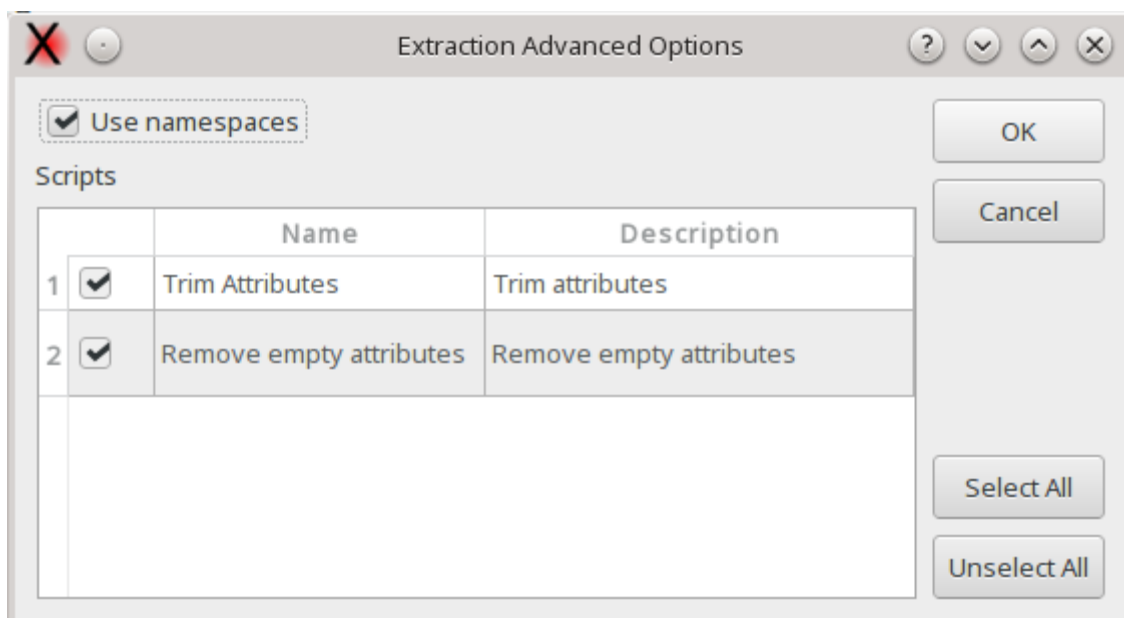 Extraction Advanced Options
Use namespaces
OK
Scripts
Cancel
Name Description
1 Trim Attributes Trim attributes
2 Remove empty attributes Remove empty attributes
Select All
Unselect All